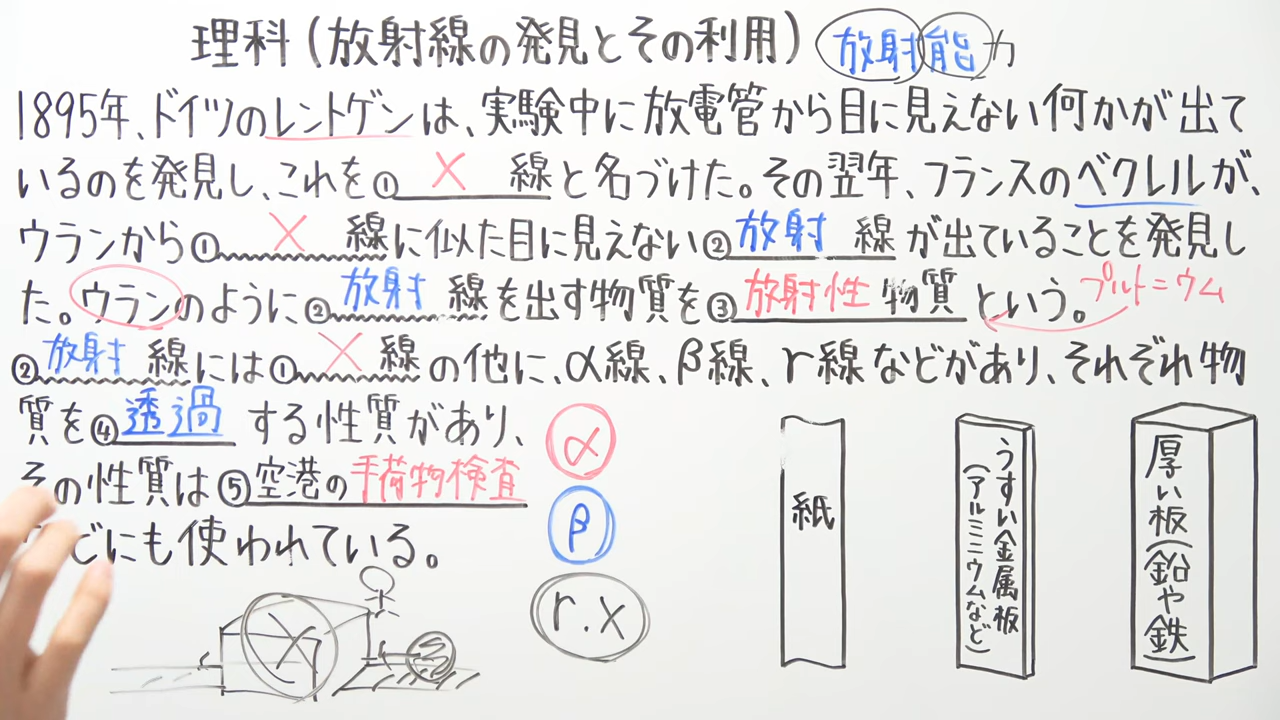 理科(放射線の発見とその利用) 放射能力
1895年、ドイツのレントゲンは、実験中に放電管から目に見えない何かが出て
いるのを発見し、これを①X線と名づけた。その翌年、フランスのベクレルが、
ウランから①X線に似た目に見えない②放射線が出ていることを発見し
た。ウランのように②放射線を出す物質を③放射性物質という。プルトニウム
②放射線には①X線の他に、α線、β線、γ線などがあり、それぞれ物
質を④透過する性質があり、
その性質は⑤空港の手荷物検査
などにも使われている。
α
β
γ.X
X
紙
うすい金属板
(アルミニウムなど)
厚い板(鉛や鉄)